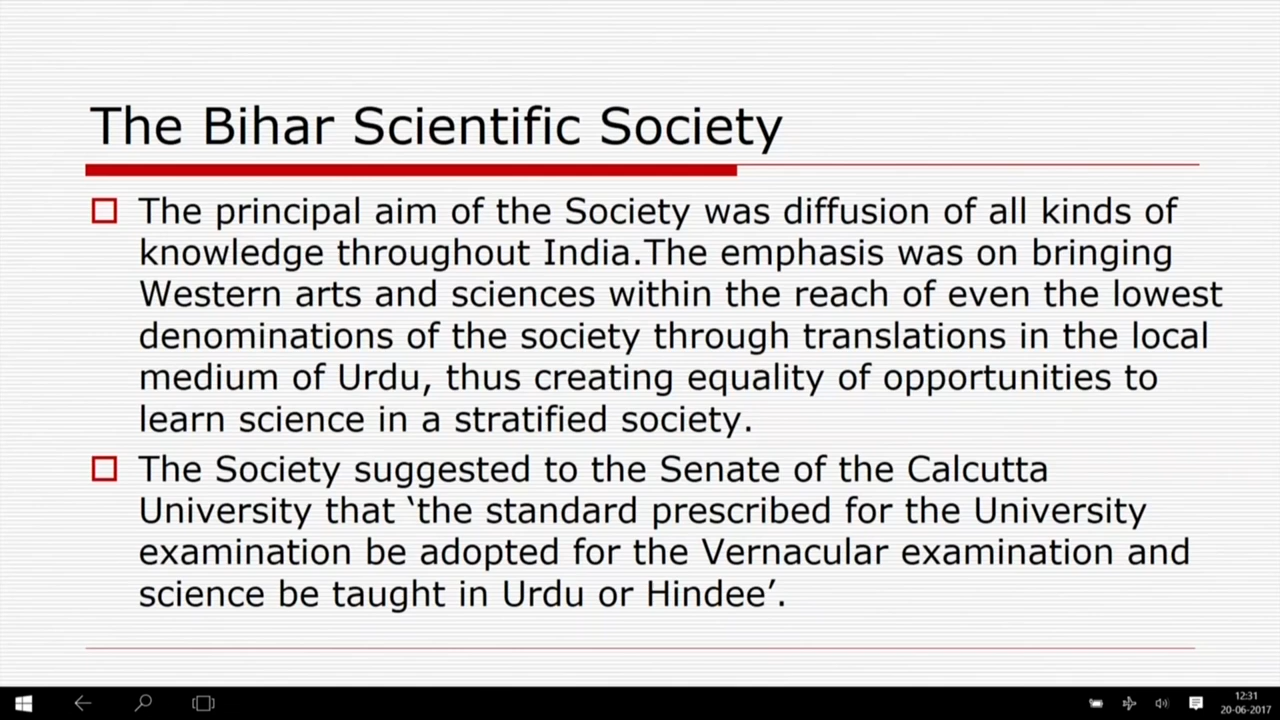 The Bihar Scientific Society
The principal aim of the Society was diffusion of all kinds of
knowledge throughout India.The emphasis was on bringing
Western arts and sciences within the reach of even the lowest
denominations of the society through translations in the local
medium of Urdu, thus creating equality of opportunities to
learn science in a stratified society.
The Society suggested to the Senate of the Calcutta
University that ‘the standard prescribed for the University
examination be adopted for the Vernacular examination and
science be taught in Urdu or Hindee’.
12:31
20-06-2017